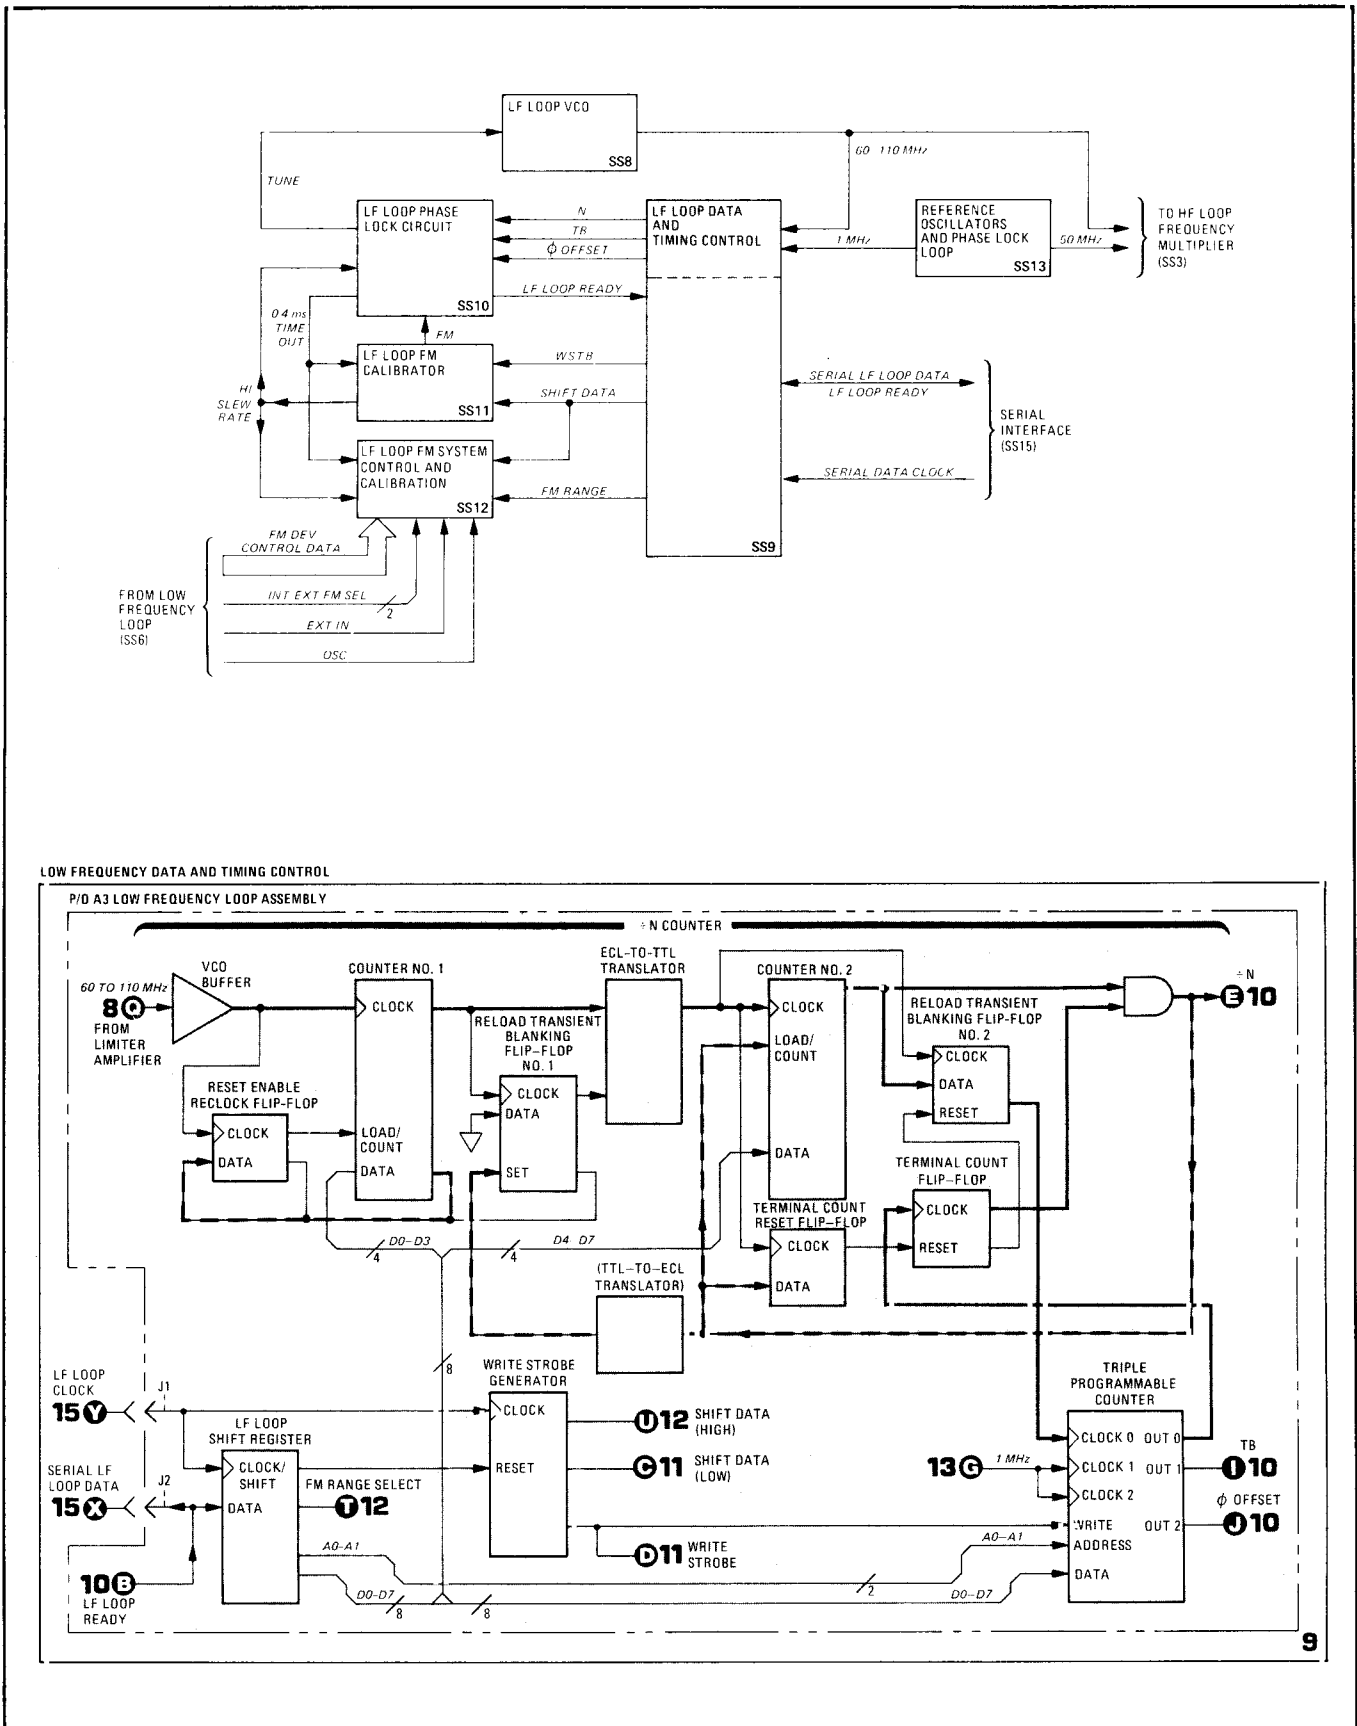 LF LOOP VCO
SS8
60-110 MHz
TUNE
LF LOOP PHASE
LOCK CIRCUIT
SS10
N
TB
ϕ OFFSET
LF LOOP READY
LF LOOP DATA
AND
TIMING CONTROL
SS9
1 MHz
REFERENCE
OSCILLATORS
AND PHASE LOCK
LOOP
SS13
50 MHz
TO HF LOOP
FREQUENCY
MULTIPLIER
(SS3)
0.4 ms
TIME
OUT
FM
LF LOOP FM
CALIBRATOR
SS11
WSTB
SHIFT DATA
HI
SLEW
RATE
LF LOOP FM SYSTEM
CONTROL AND
CALIBRATION
SS12
FM RANGE
SERIAL LF LOOP DATA
LF LOOP READY
SERIAL DATA CLOCK
SERIAL
INTERFACE
(SS15)
FM DEV
CONTROL DATA
INT EXT FM SEL
2
EXT IN
OSC
FROM LOW
FREQUENCY
LOOP
(SS6)
LOW FREQUENCY DATA AND TIMING CONTROL
P/O A3 LOW FREQUENCY LOOP ASSEMBLY
÷N COUNTER
60 TO 110 MHz
8 Q
FROM
LIMITER
AMPLIFIER
VCO
BUFFER
COUNTER NO. 1
CLOCK
LOAD/
COUNT
DATA
RESET ENABLE
RECLOCK FLIP-FLOP
CLOCK
DATA
RELOAD TRANSIENT
BLANKING
FLIP-FLOP
NO. 1
CLOCK
DATA
SET
ECL-TO-TTL
TRANSLATOR
COUNTER NO. 2
CLOCK
LOAD/
COUNT
DATA
RELOAD TRANSIENT
BLANKING FLIP-FLOP
NO. 2
CLOCK
DATA
RESET
÷N
E 10
TERMINAL COUNT
FLIP-FLOP
CLOCK
RESET
TERMINAL COUNT
RESET FLIP-FLOP
CLOCK
DATA
D0-D3
4
4
D4 D7
(TTL-TO-ECL
TRANSLATOR)
8
LF LOOP
CLOCK
15 Y
J1
SERIAL LF
LOOP DATA
15 X
J2
10 B
LF LOOP
READY
LF LOOP
SHIFT REGISTER
CLOCK/
SHIFT
DATA
FM RANGE SELECT
T 12
WRITE STROBE
GENERATOR
CLOCK
RESET
U 12 SHIFT DATA
(HIGH)
C 11 SHIFT DATA
(LOW)
D 11 WRITE
STROBE
A0-A1
D0-D7
8
8
2
A0-A1
D0-D7
13 G
1 MHz
TRIPLE
PROGRAMMABLE
COUNTER
CLOCK 0 OUT 0
CLOCK 1 OUT 1
CLOCK 2
WRITE OUT 2
ADDRESS
DATA
TB
I 10
ϕ OFFSET
J 10
9